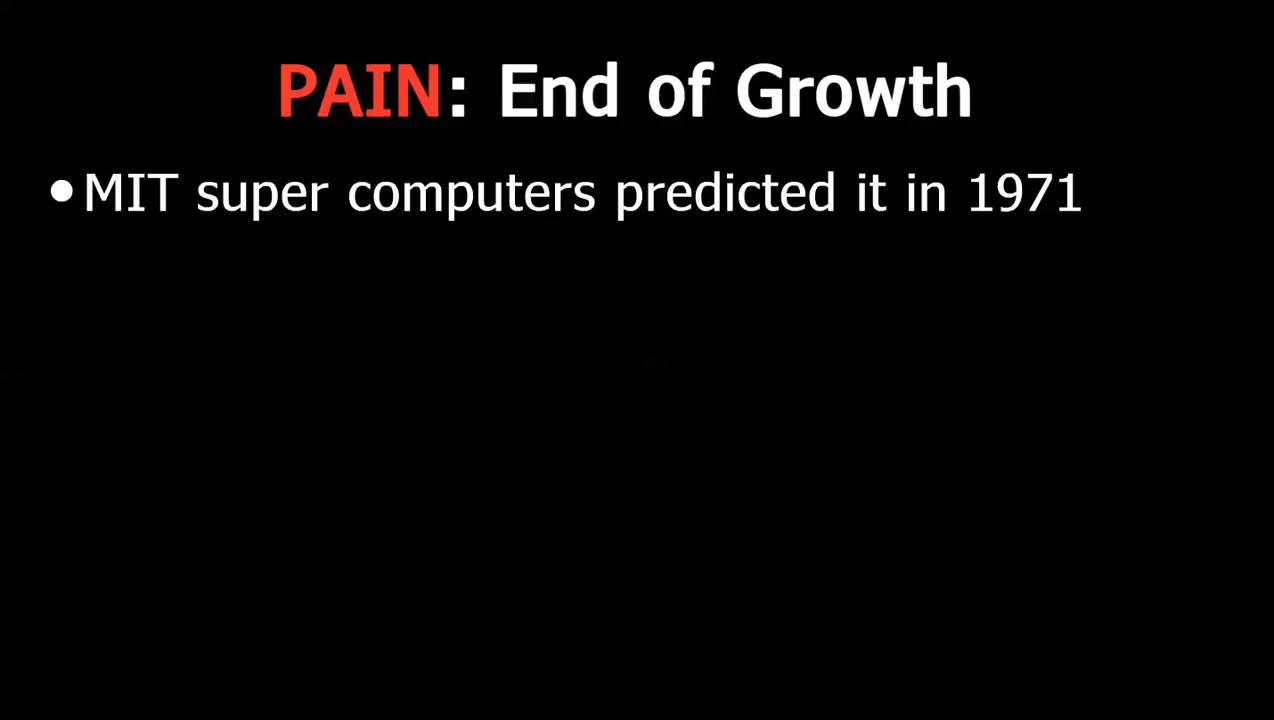 PAIN: End of Growth
• MIT super computers predicted it in 1971